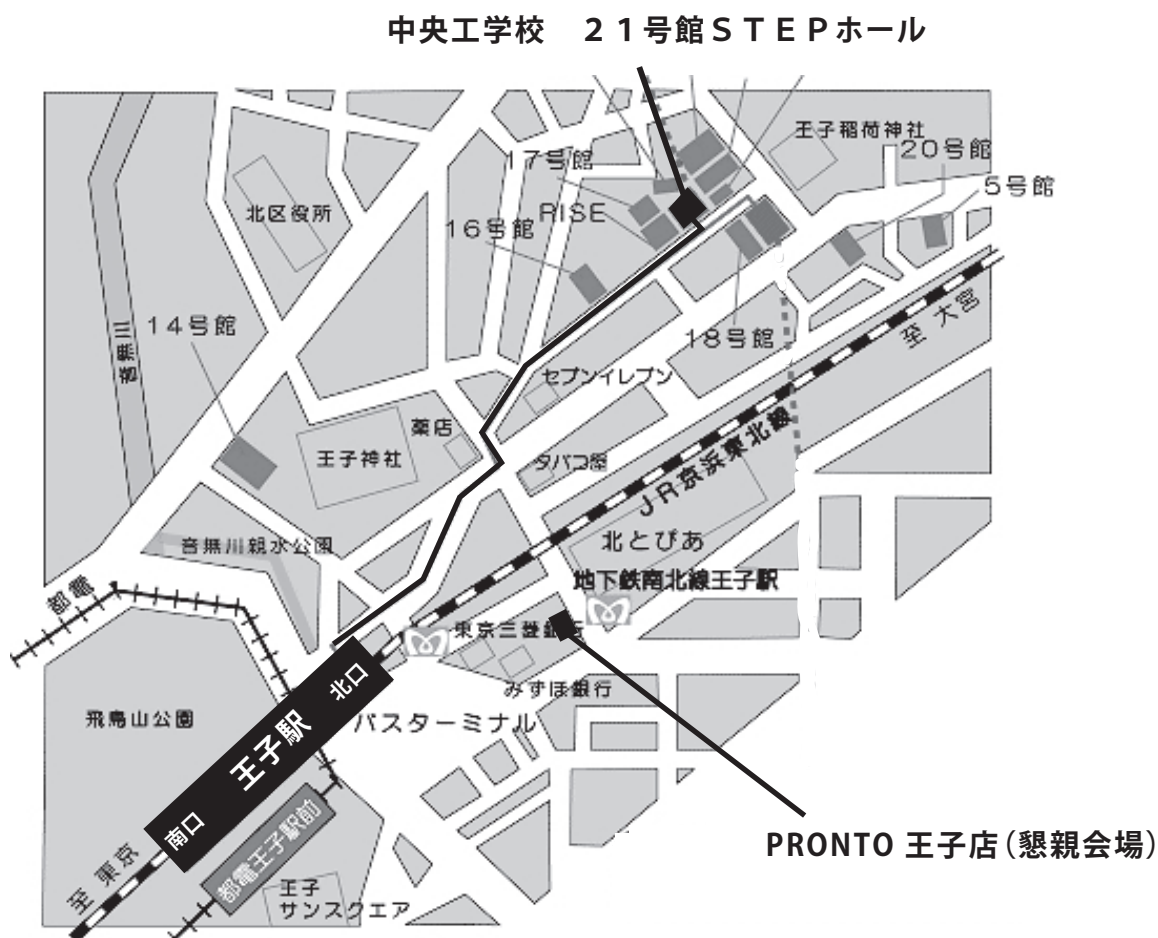 中央工学校　２１号館ＳＴＥＰホール
王子稲荷神社
17号館
20号館
5号館
北区役所
RISE
16号館
14号館
音無川
18号館
至 大宮
セブンイレブン
薬店
王子神社
タバコ屋
JR京浜東北線
音無川親水公園
北とぴあ
地下鉄南北線王子駅
都電
東京三菱銀行
みずほ銀行
北口
飛鳥山公園
王子駅
バスターミナル
南口
都電王子駅前
至 東京
王子
サンスクエア
PRONTO 王子店（懇親会場）